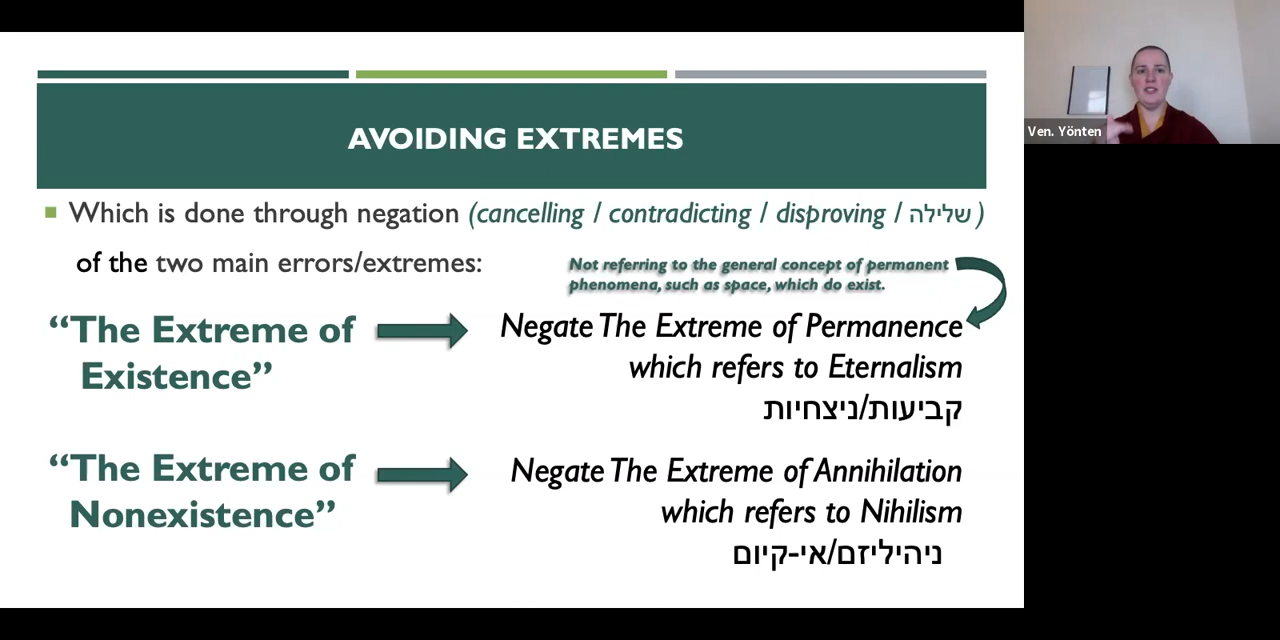 AVOIDING EXTREMES
Which is done through negation (cancelling / contradicting / disproving / שלילה)
of the two main errors/extremes:
Not referring to the general concept of permanent
phenomena, such as space, which do exist.
“The Extreme of
Existence”
Negate The Extreme of Permanence
which refers to Eternalism
קביעות/ניצחיות
“The Extreme of
Nonexistence”
Negate The Extreme of Annihilation
which refers to Nihilism
ניהיליזם/אי-קיום
Ven. Yönten